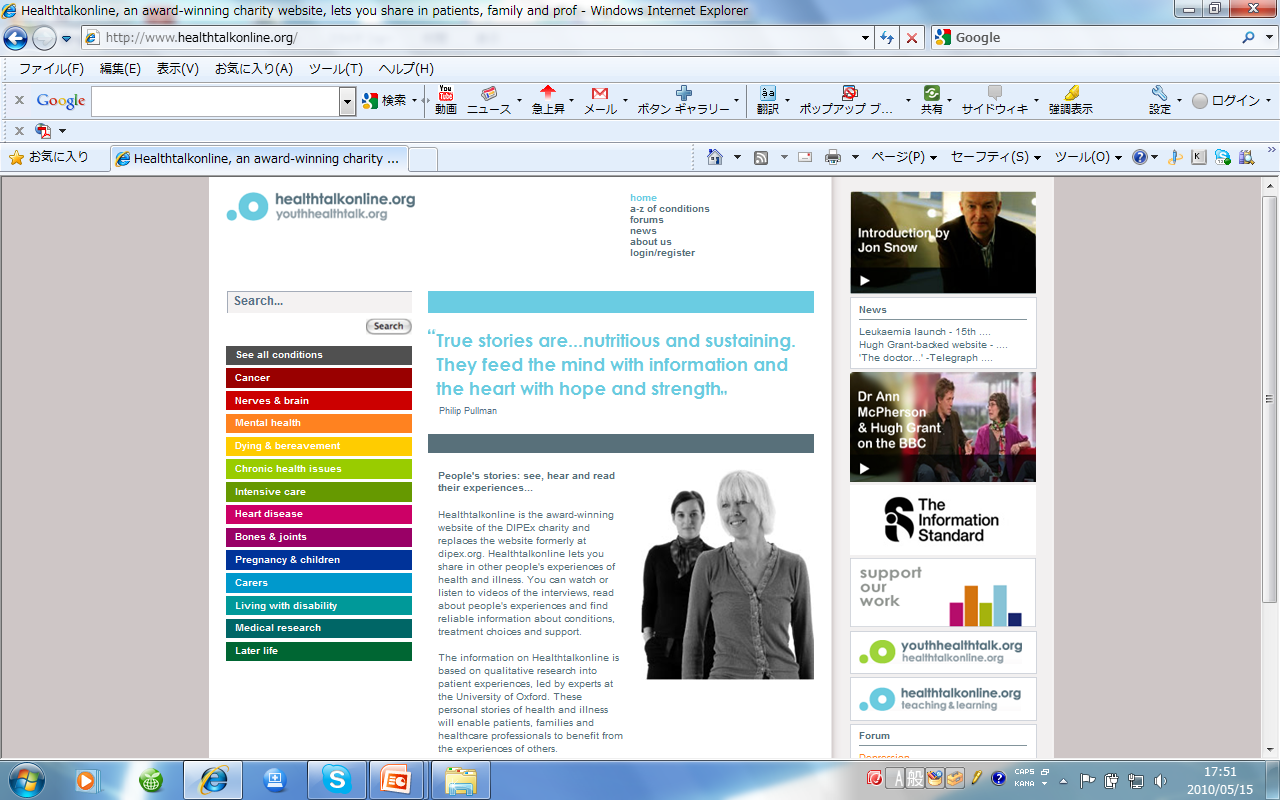 Healthtalkonline, an award-winning charity website, lets you share in patients, family and prof - Windows Internet Explorer
http://www.healthtalkonline.org/
Google
ファイル(F) 編集(E) 表示(V) お気に入り(A) ツール(T) ヘルプ(H)
Google 検索 動画 ニュース 急上昇 メール ボタン ギャラリー 翻訳 ポップアップ ブ... 共有 サイドウィキ 強調表示 設定 ログイン
お気に入り Healthtalkonline, an award-winning charity ... ページ(P) セーフティ(S) ツール(O)
healthtalkonline.org
youthhealthtalk.org
home
a-z of conditions
forums
news
about us
login/register
Search...
Search
See all conditions
Cancer
Nerves & brain
Mental health
Dying & bereavement
Chronic health issues
Intensive care
Heart disease
Bones & joints
Pregnancy & children
Carers
Living with disability
Medical research
Later life
“True stories are...nutritious and sustaining.
They feed the mind with information and
the heart with hope and strength”
Philip Pullman
People's stories: see, hear and read
their experiences...
Healthtalkonline is the award-winning
website of the DIPEx charity and
replaces the website formerly at
dipex.org. Healthtalkonline lets you
share in other people's experiences of
health and illness. You can watch or
listen to videos of the interviews, read
about people's experiences and find
reliable information about conditions,
treatment choices and support.
The information on Healthtalkonline is
based on qualitative research into
patient experiences, led by experts at
the University of Oxford. These
personal stories of health and illness
will enable patients, families and
healthcare professionals to benefit from
the experiences of others.
Introduction by
Jon Snow
News
Leukaemia launch - 15th ....
Hugh Grant-backed website - ....
'The doctor...' -Telegraph ....
Dr Ann
McPherson
& Hugh Grant
on the BBC
The
Information
Standard
support
our
work
youthhealthtalk.org
healthtalkonline.org
healthtalkonline.org
teaching & learning
Forum
Depression
A 般 CAPS
KANA
17:51
2010/05/15